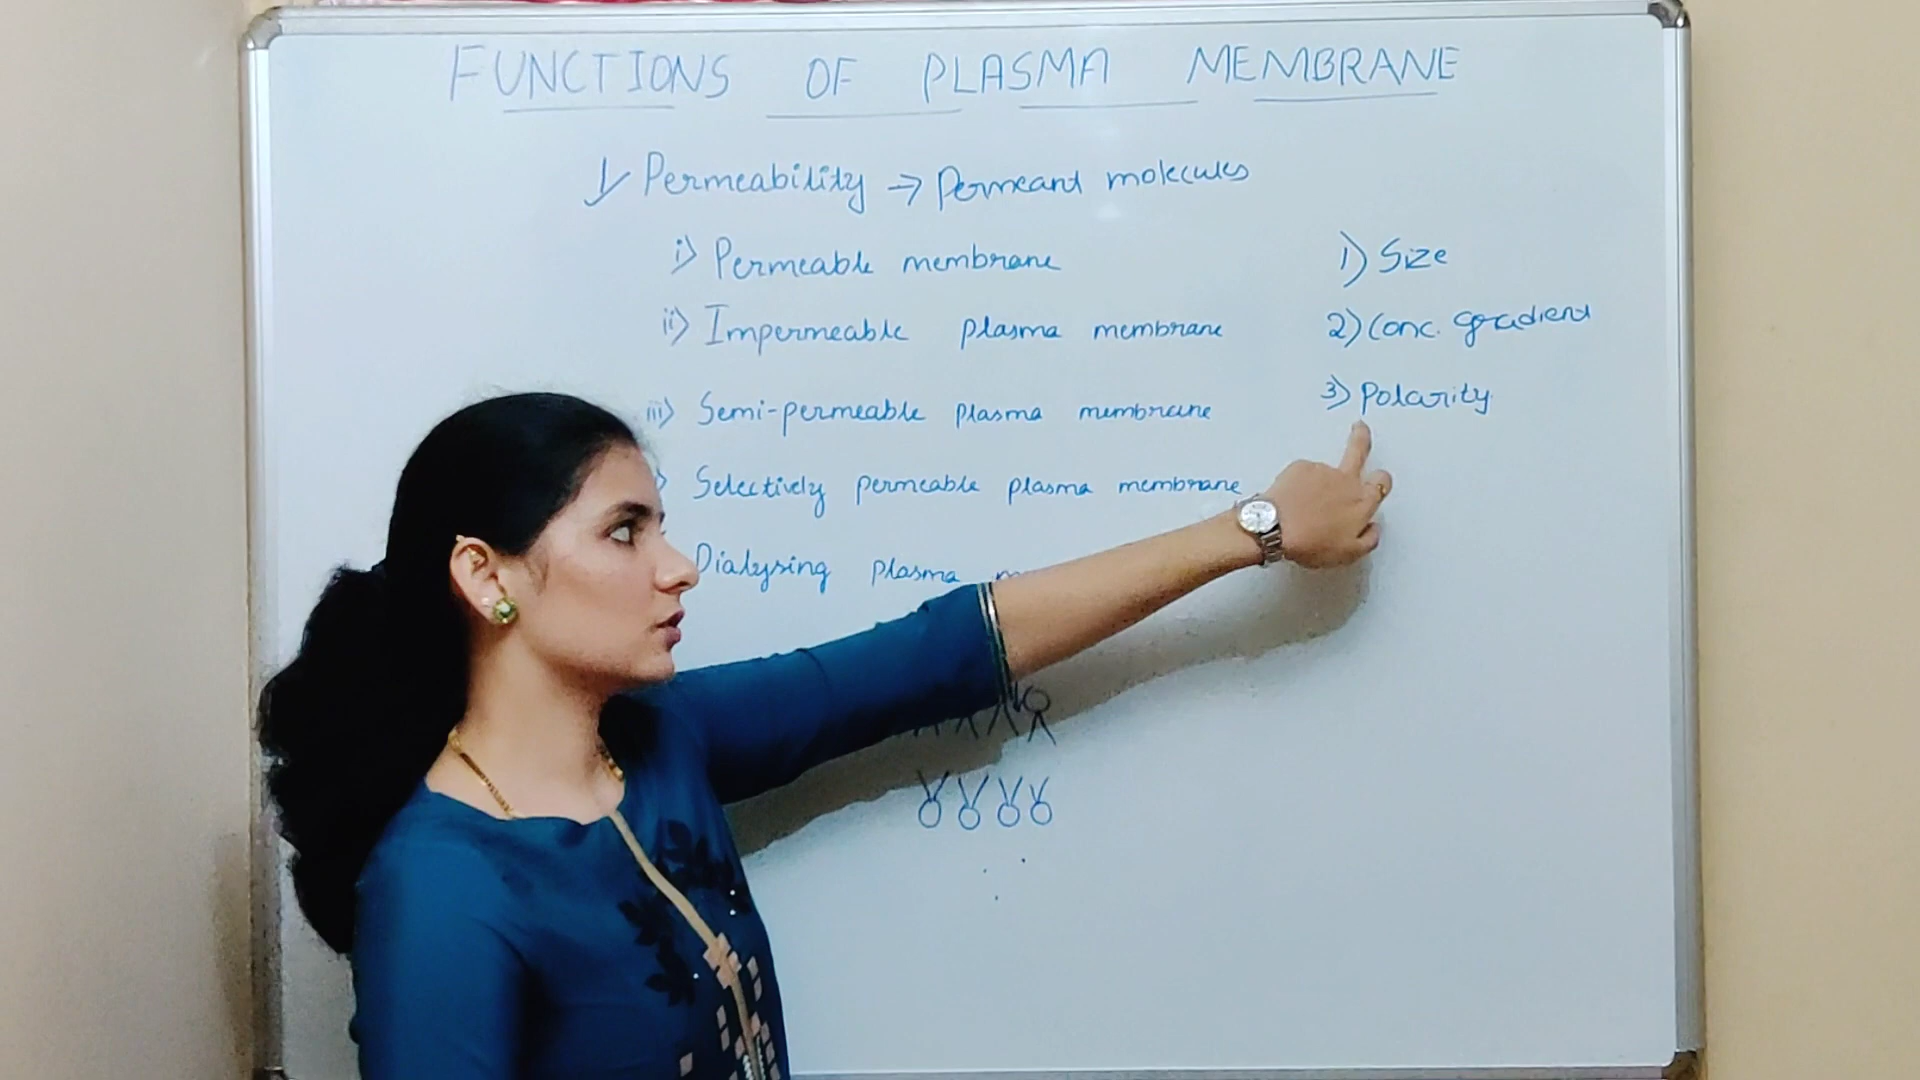 FUNCTIONS OF PLASMA MEMBRANE
1) Permeability → Permeant molecules
i) Permeable membrane
ii) Impermeable plasma membrane
iii) Semi-permeable plasma membrane
Selectively permeable plasma membrane
Dialysing plasma
1) Size
2) Conc. gradient
3) Polarity